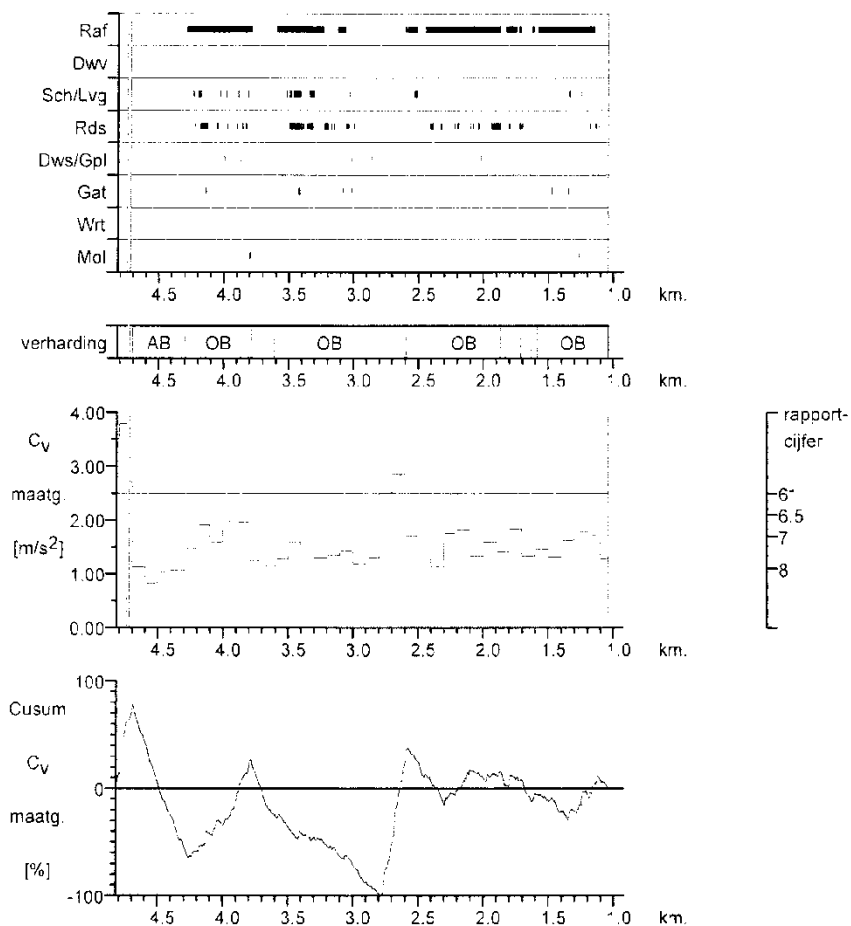 Raf
Dwv
Sch/Lvg
Rds
Dws/Gpl
Gat
Wrt
Mol
4.5 4.0 3.5 3.0 2.5 2.0 1.5 1.0 km.
verharding AB OB OB OB OB
4.5 4.0 3.5 3.0 2.5 2.0 1.5 1.0 km.
4.00
Cv
3.00
maatg.
2.00
[m/s2]
1.00
0.00
4.5 4.0 3.5 3.0 2.5 2.0 1.5 1.0 km.
rapport-
cijfer
6-
6.5
7
8
100
Cusum
Cv
0
maatg.
[%]
-100
4.5 4.0 3.5 3.0 2.5 2.0 1.5 1.0 km.